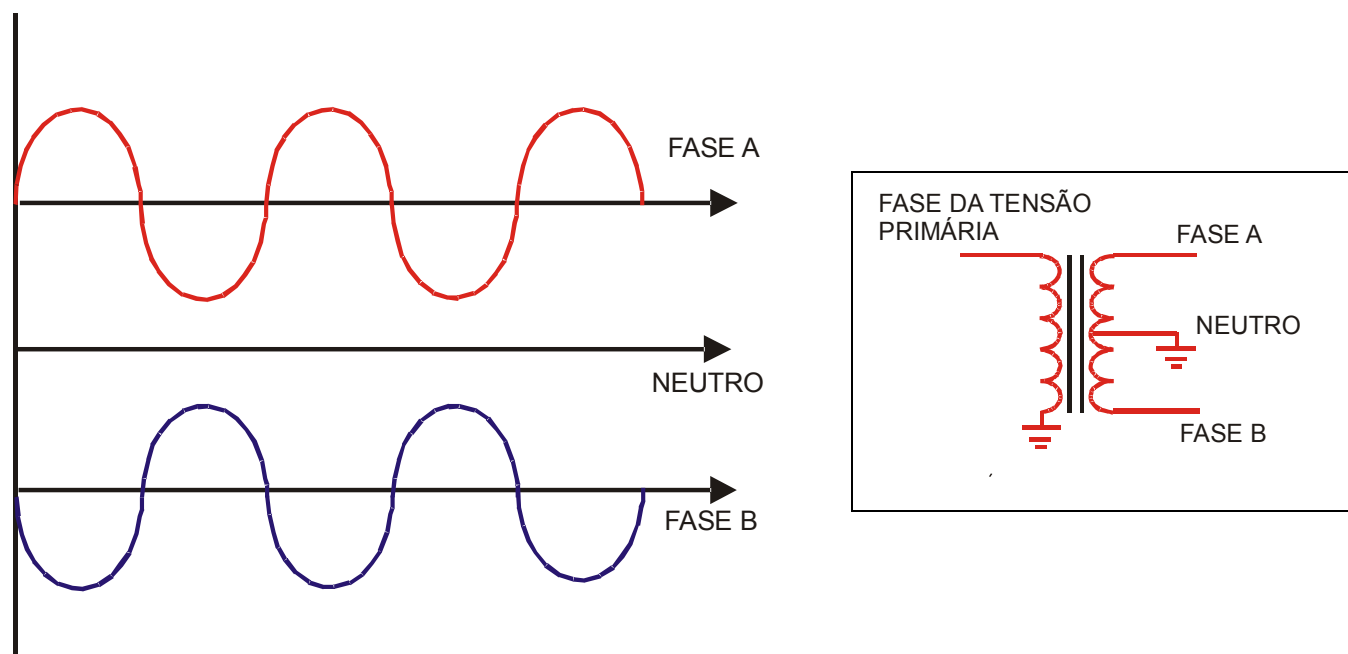 FASE A
NEUTRO
FASE B
FASE DA TENSÃO
PRIMÁRIA
FASE A
NEUTRO
FASE B